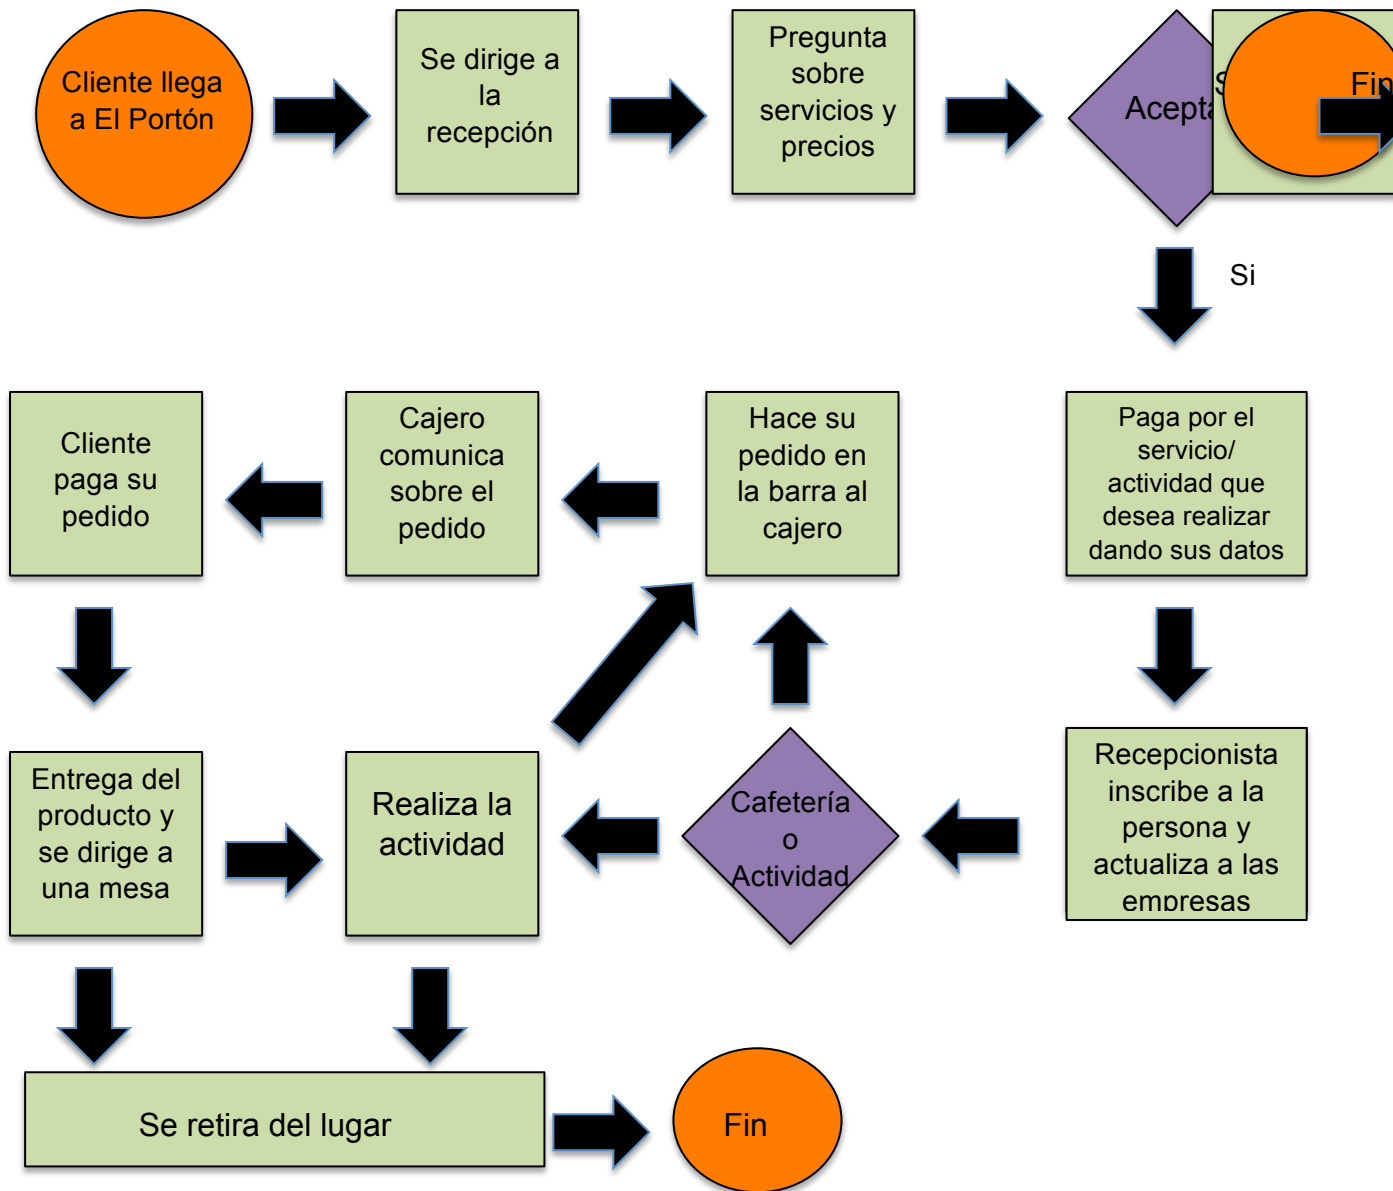 Cliente llega
a El Portón
Se dirige a
la
recepción
Pregunta
sobre
servicios y
precios
Fin
Si
Cliente
paga su
pedido
Cajero
comunica
sobre el
pedido
Hace su
pedido en
la barra al
cajero
Paga por el
servicio/
actividad que
desea realizar
dando sus datos
Entrega del
producto y
se dirige a
una mesa
Realiza la
actividad
Cafetería
o
Actividad
Recepcionista
inscribe a la
persona y
actualiza a las
empresas
Se retira del lugar
Fin